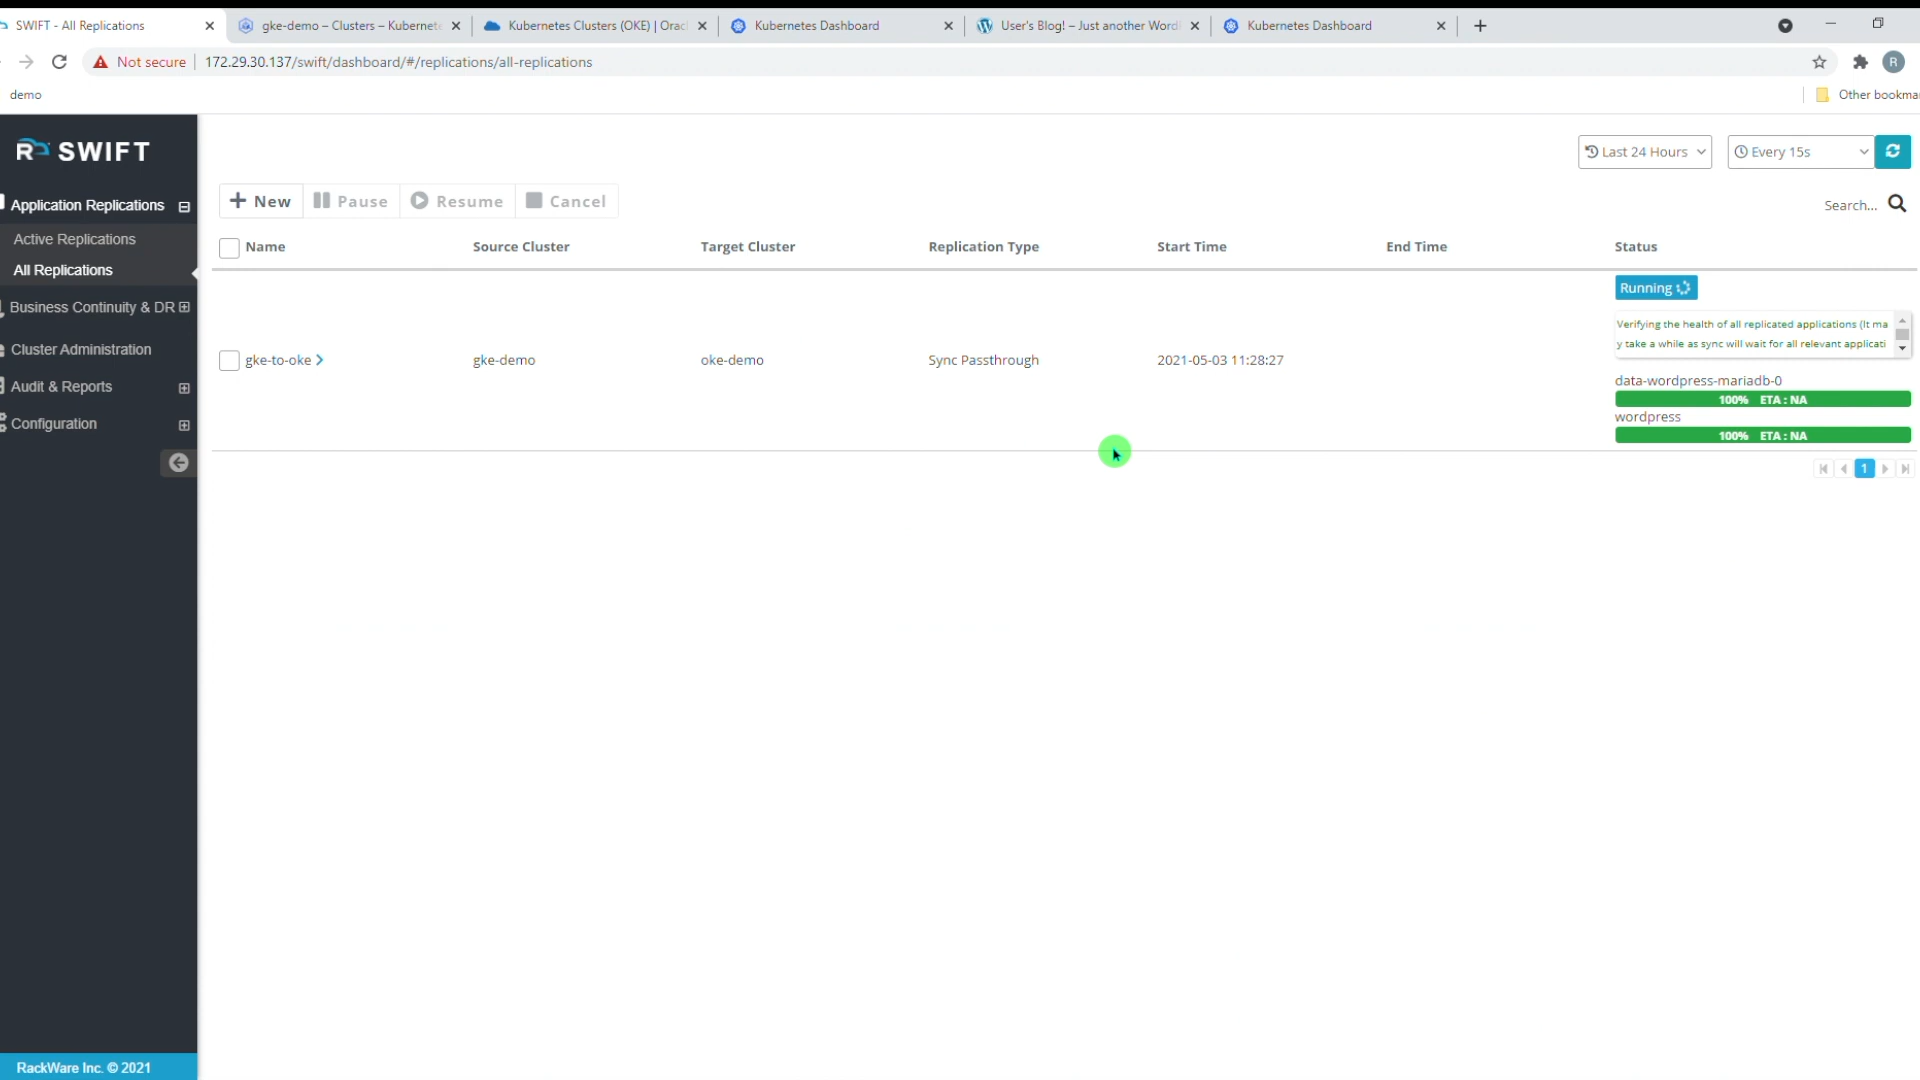 SWIFT - All Replications
gke-demo – Clusters – Kubernete
Kubernetes Clusters (OKE) | Orac
Kubernetes Dashboard
User's Blog! – Just another Word
Kubernetes Dashboard
Not secure
172.29.30.137/swift/dashboard/#/replications/all-replications
R
demo
Other bookma
SWIFT
Last 24 Hours
Every 15s
Application Replications
Active Replications
All Replications
Business Continuity & DR
Cluster Administration
Audit & Reports
Configuration
New
Pause
Resume
Cancel
Search...
Name
Source Cluster
Target Cluster
Replication Type
Start Time
End Time
Status
gke-to-oke
gke-demo
oke-demo
Sync Passthrough
2021-05-03 11:28:27
Running
Verifying the health of all replicated applications (It ma
y take a while as sync will wait for all relevant applicati
data-wordpress-mariadb-0
100% ETA : NA
wordpress
100% ETA : NA
1
RackWare Inc. © 2021